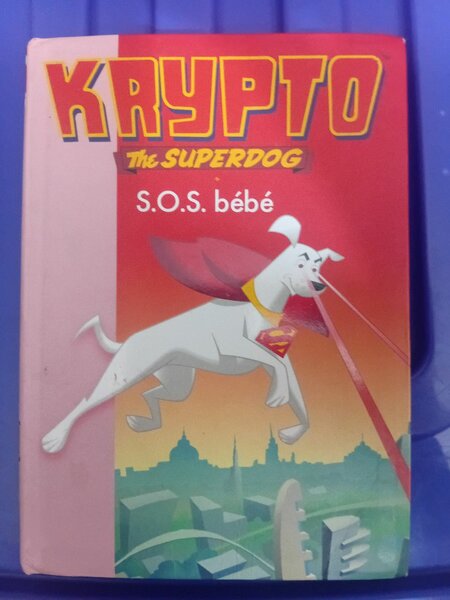 KRYPTO
The SUPERDOG
S.O.S. bébé